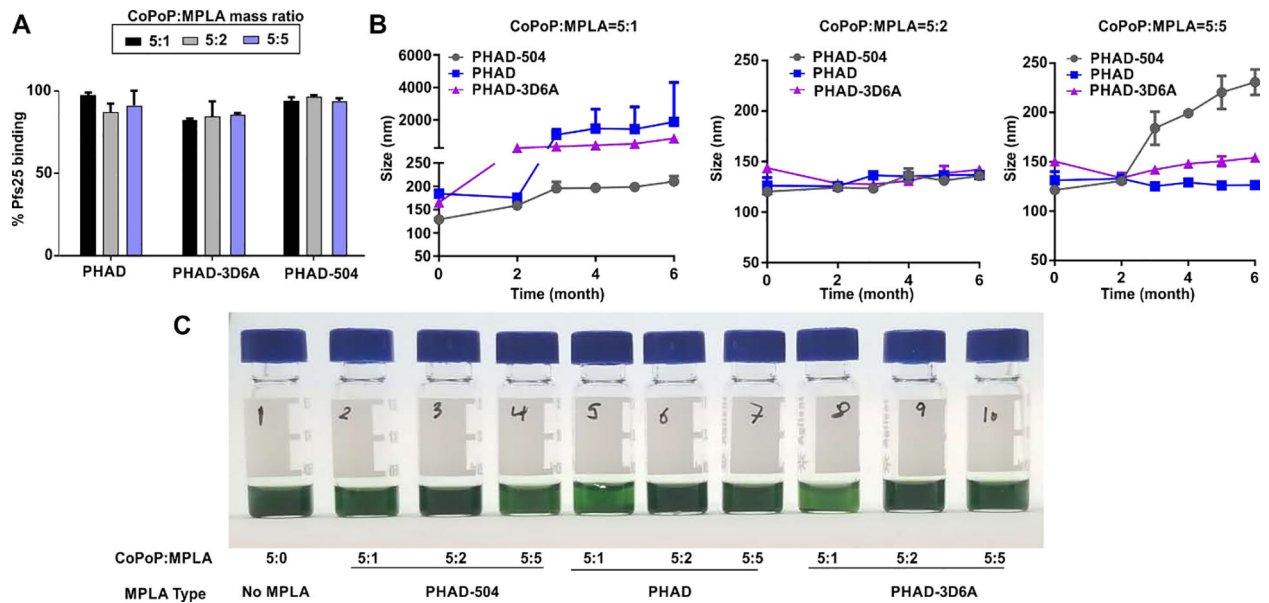 A
CoPoP:MPLA mass ratio
5:1 5:2 5:5
% Pfs25 binding
100
50
0
PHAD PHAD-3D6A PHAD-504
B
CoPoP:MPLA=5:1
PHAD-504
PHAD
PHAD-3D6A
Size (nm)
6000
4000
2000
250
200
150
100
50
0 2 4 6
Time (month)
CoPoP:MPLA=5:2
PHAD-504
PHAD
PHAD-3D6A
Size (nm)
250
200
150
100
50
0 2 4 6
Time (month)
CoPoP:MPLA=5:5
PHAD-504
PHAD
PHAD-3D6A
Size (nm)
250
200
150
100
50
0 2 4 6
Time (month)
C
1 2 3 4 5 6 7 8 9 10
Agilent
CoPoP:MPLA 5:0 5:1 5:2 5:5 5:1 5:2 5:5 5:1 5:2 5:5
MPLA Type No MPLA PHAD-504 PHAD PHAD-3D6A